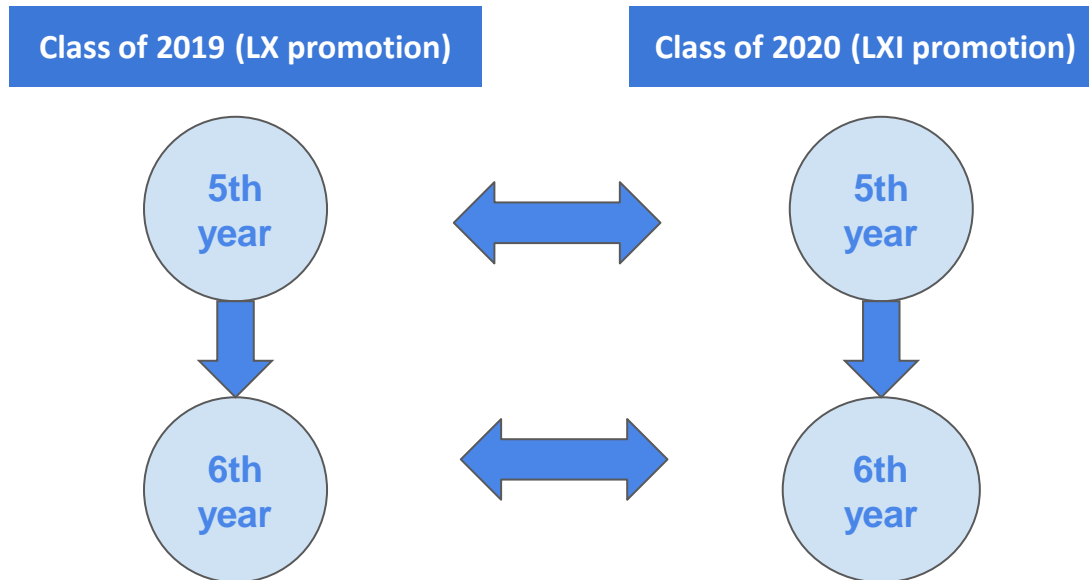 Class of 2019 (LX promotion)
Class of 2020 (LXI promotion)
5th
year
5th
year
6th
year
6th
year